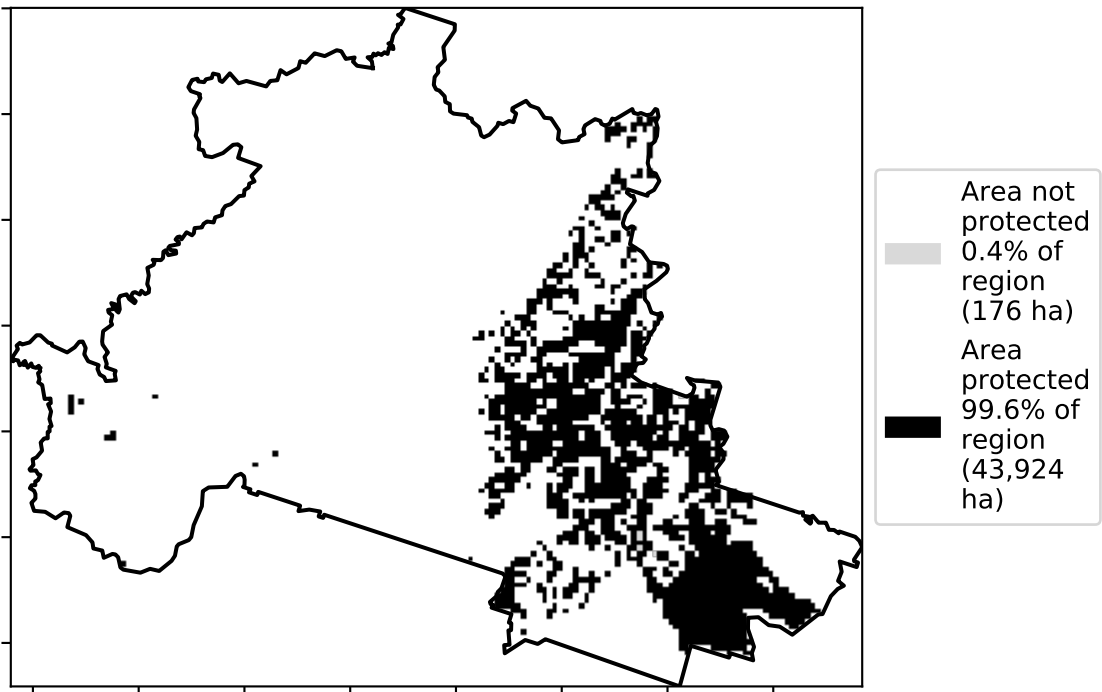 Area not
protected
0.4% of
region
(176 ha)
Area
protected
99.6% of
region
(43,924
ha)